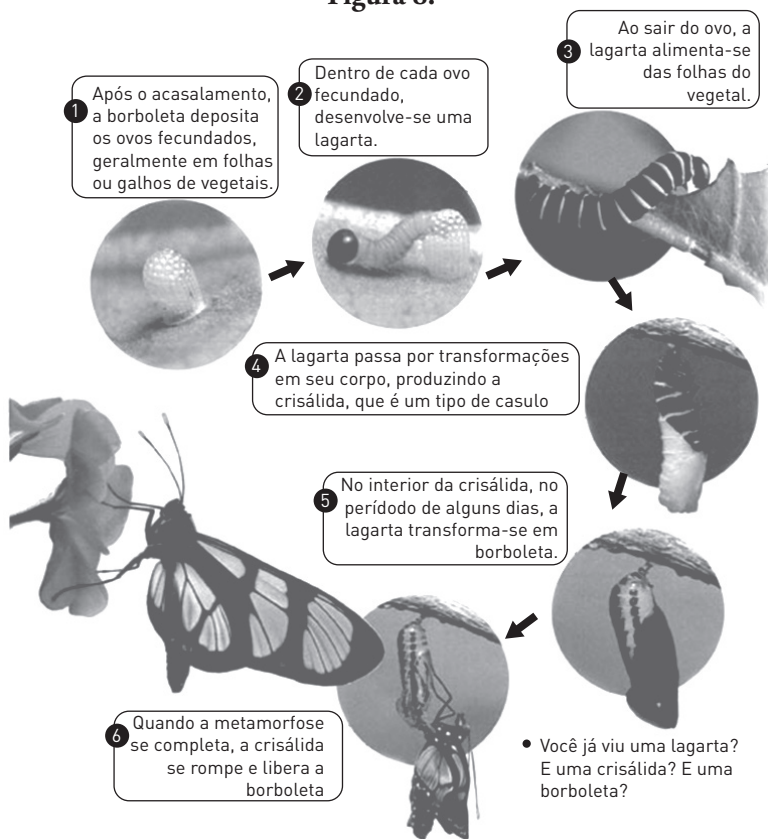 Figura 8.
1 Após o acasalamento,
a borboleta deposita
os ovos fecundados,
geralmente em folhas
ou galhos de vegetais.
2 Dentro de cada ovo
fecundado,
desenvolve-se uma
lagarta.
3 Ao sair do ovo, a
lagarta alimenta-se
das folhas do
vegetal.
4 A lagarta passa por transformações
em seu corpo, produzindo a
crisálida, que é um tipo de casulo
5 No interior da crisálida, no
perídodo de alguns dias, a
lagarta transforma-se em
borboleta.
6 Quando a metamorfose
se completa, a crisálida
se rompe e libera a
borboleta
• Você já viu uma lagarta?
E uma crisálida? E uma
borboleta?